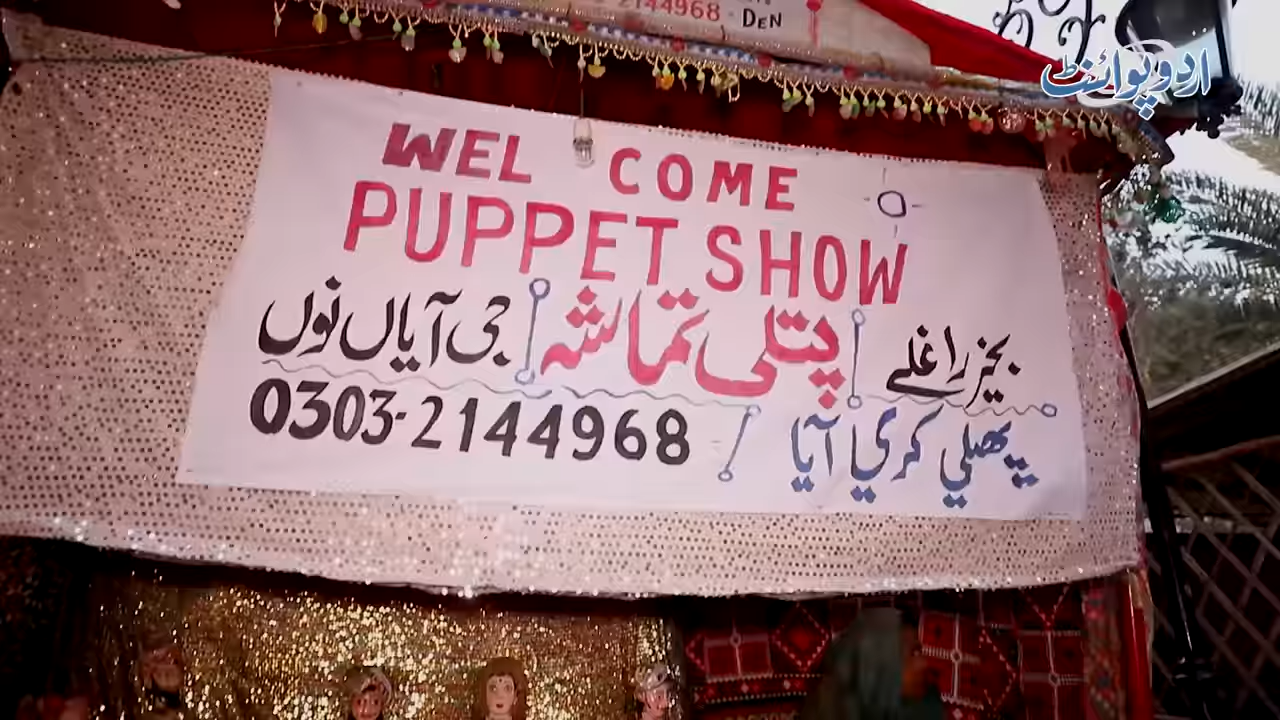 2144968 - DEN
اردو پوائنٹ
WEL COME
PUPPET SHOW
بخیر راغلے پتلی تماشہ جی آیاں نوں
0303-2144968
ڀلي ڪري آيا